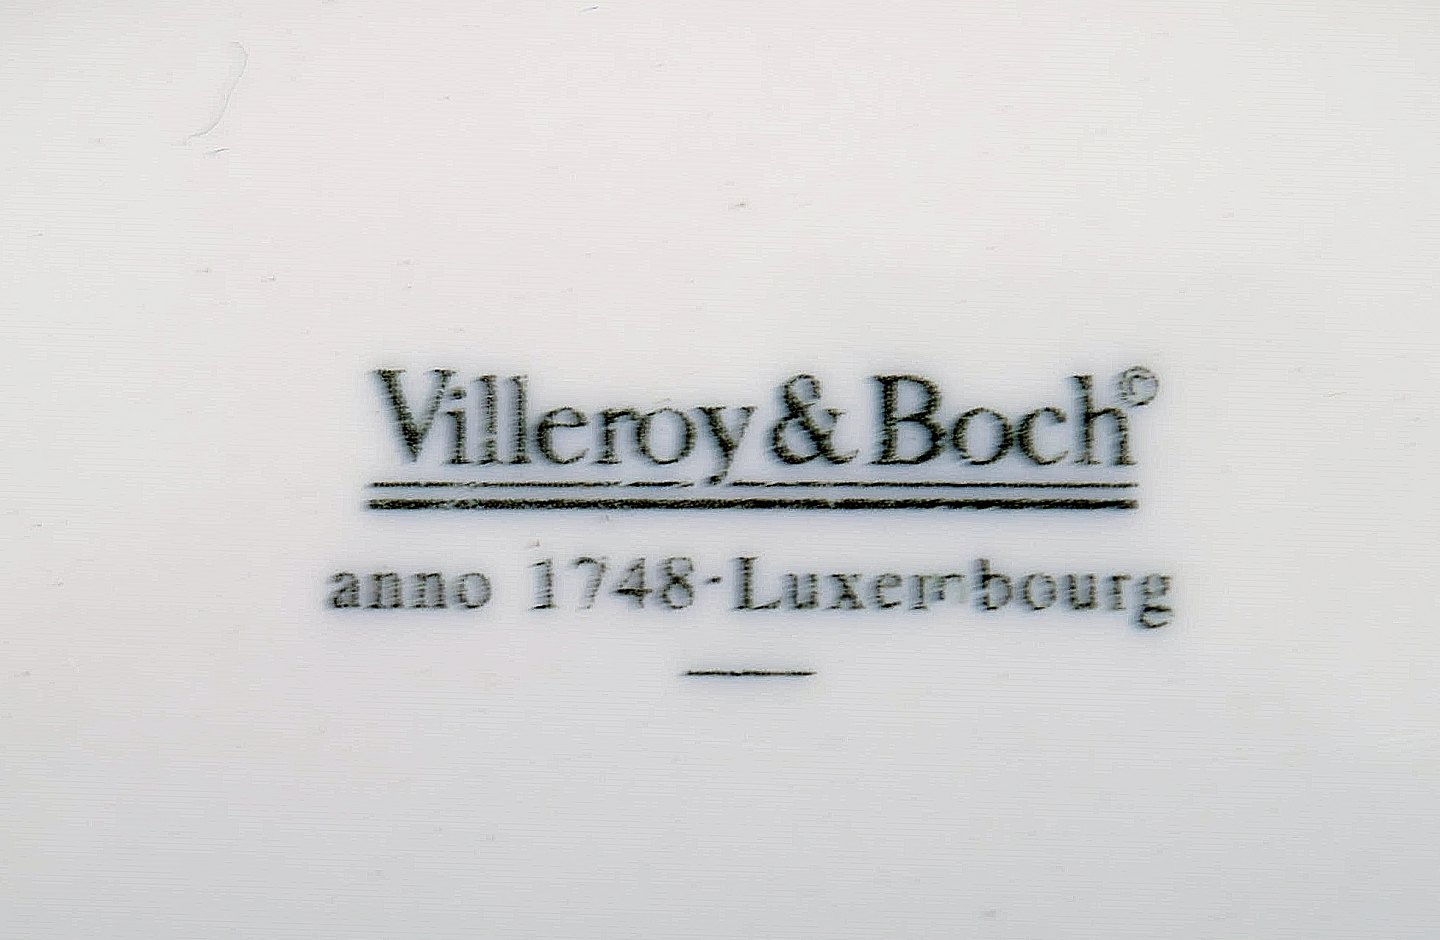 Villeroy & Boch©
anno 1748 · Luxembourg